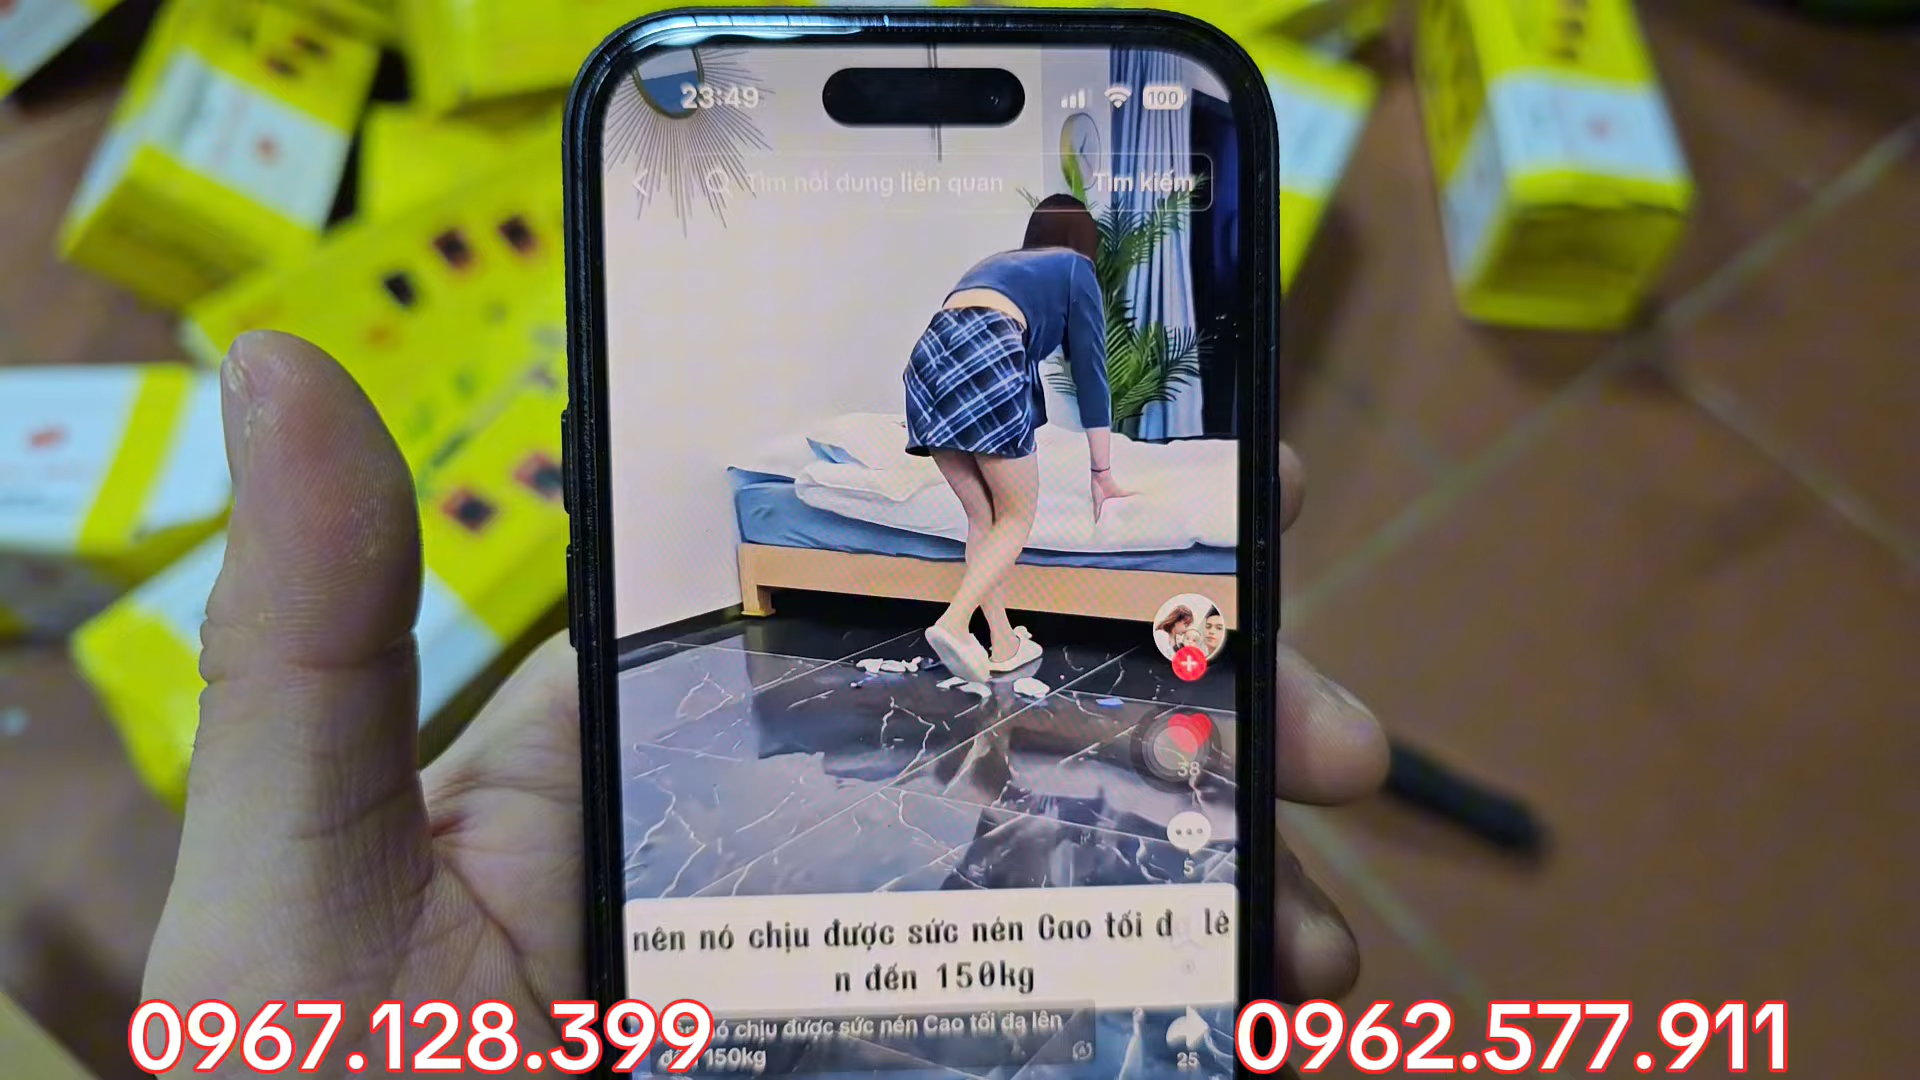 23:49
100
Tìm nội dung liên quan
Tìm kiếm
38
5
nên nó chịu được sức nén Cao tối đ lê
n đến 150kg
nó chịu được sức nén Cao tối đa lên
đến 150kg
25
0967.128.399
0962.577.911